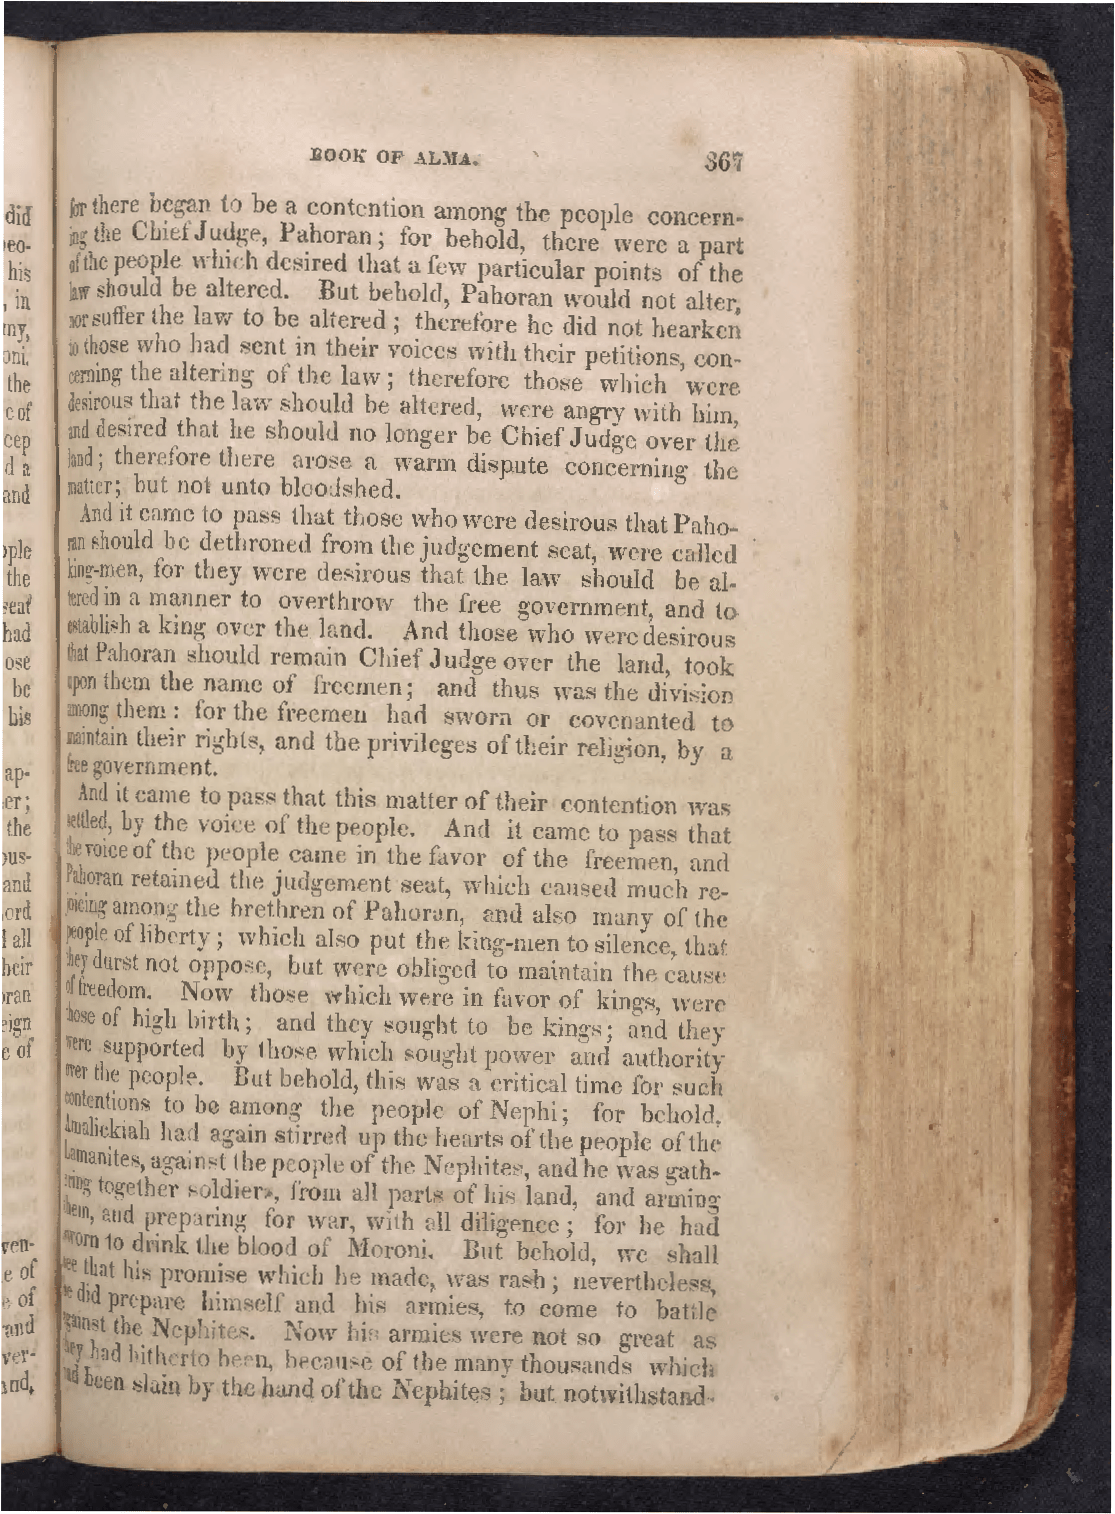 BOOK OF ALMA. 367
for there began to be a contention among the people concern-
ing the Chief Judge, Pahoran; for behold, there were a part
of the people which desired that a few particular points of the
law should be altered. But behold, Pahoran would not alter,
nor suffer the law to be altered; therefore he did not hearken
to those who had sent in their voices with their petitions, con-
cerning the altering of the law; therefore those which were
desirous that the law should be altered, were angry with him,
and desired that he should no longer be Chief Judge over the
land; therefore there arose a warm dispute concerning the
matter; but not unto bloodshed.
And it came to pass that those who were desirous that Paho-
ran should be dethroned from the judgement seat, were called
king-men, for they were desirous that the law should be al-
tered in a manner to overthrow the free government, and to
establish a king over the land. And those who were desirous
that Pahoran should remain Chief Judge over the land, took
upon them the name of freemen; and thus was the division
among them: for the freemen had sworn or covenanted to
maintain their rights, and the privileges of their religion, by a
free government.
And it came to pass that this matter of their contention was
settled, by the voice of the people. And it came to pass that
the voice of the people came in the favor of the freemen, and
Pahoran retained the judgement seat, which caused much re-
joicing among the brethren of Pahoran, and also many of the
people of liberty; which also put the king-men to silence, that
they durst not oppose, but were obliged to maintain the cause
of freedom. Now those which were in favor of kings, were
those of high birth; and they sought to be kings; and they
were supported by those which sought power and authority
over the people. But behold, this was a critical time for such
contentions to be among the people of Nephi; for behold,
Amalickiah had again stirred up the hearts of the people of the
Lamanites, against the people of the Nephites, and he was gath-
ering together soldiers, from all parts of his land, and arming
them, and preparing for war, with all diligence; for he had
sworn to drink the blood of Moroni. But behold, we shall
see that his promise which he made, was rash; nevertheless,
he did prepare himself and his armies, to come to battle
against the Nephites. Now his armies were not so great as
they had hitherto been, because of the many thousands which
had been slain by the hand of the Nephites; but notwithstand-